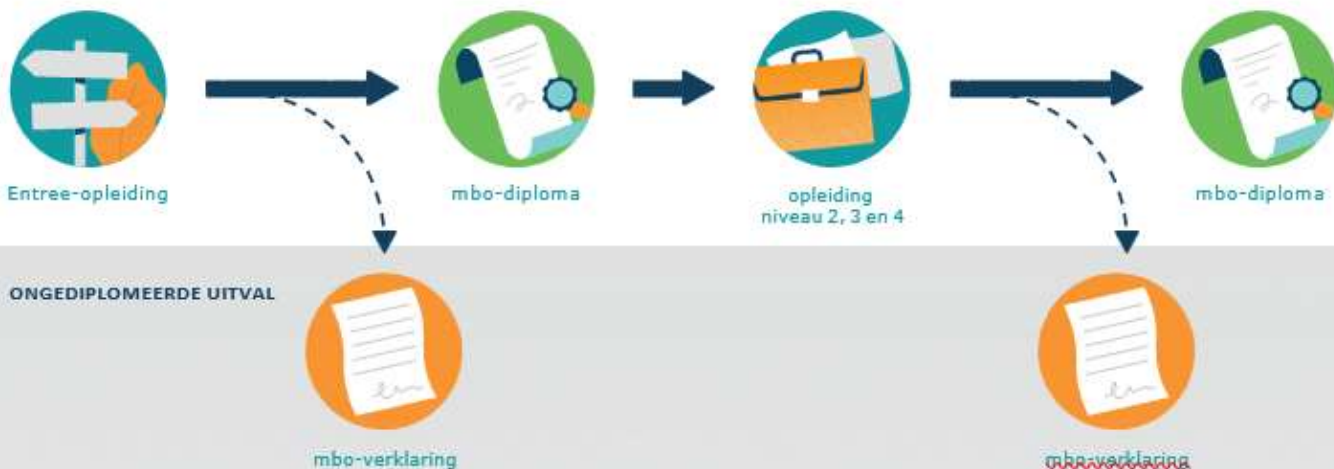 Entree-opleiding
mbo-diploma
opleiding
niveau 2, 3 en 4
mbo-diploma
ONGEDIPLOMEERDE UITVAL
mbo-verklaring
mbo-verklaring